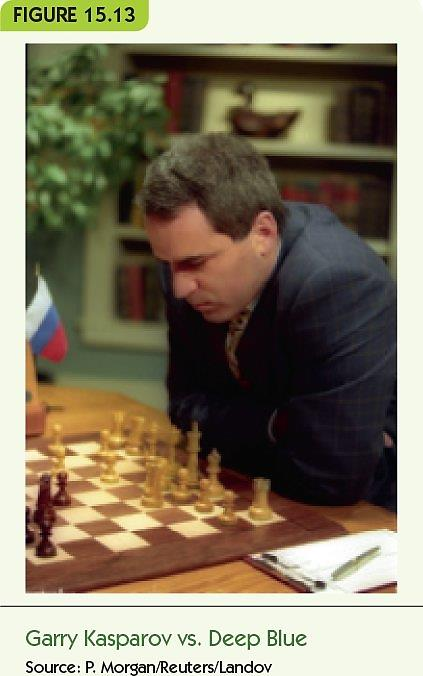 FIGURE 15.13
Garry Kasparov vs. Deep Blue
Source: P. Morgan/Reuters/Landov